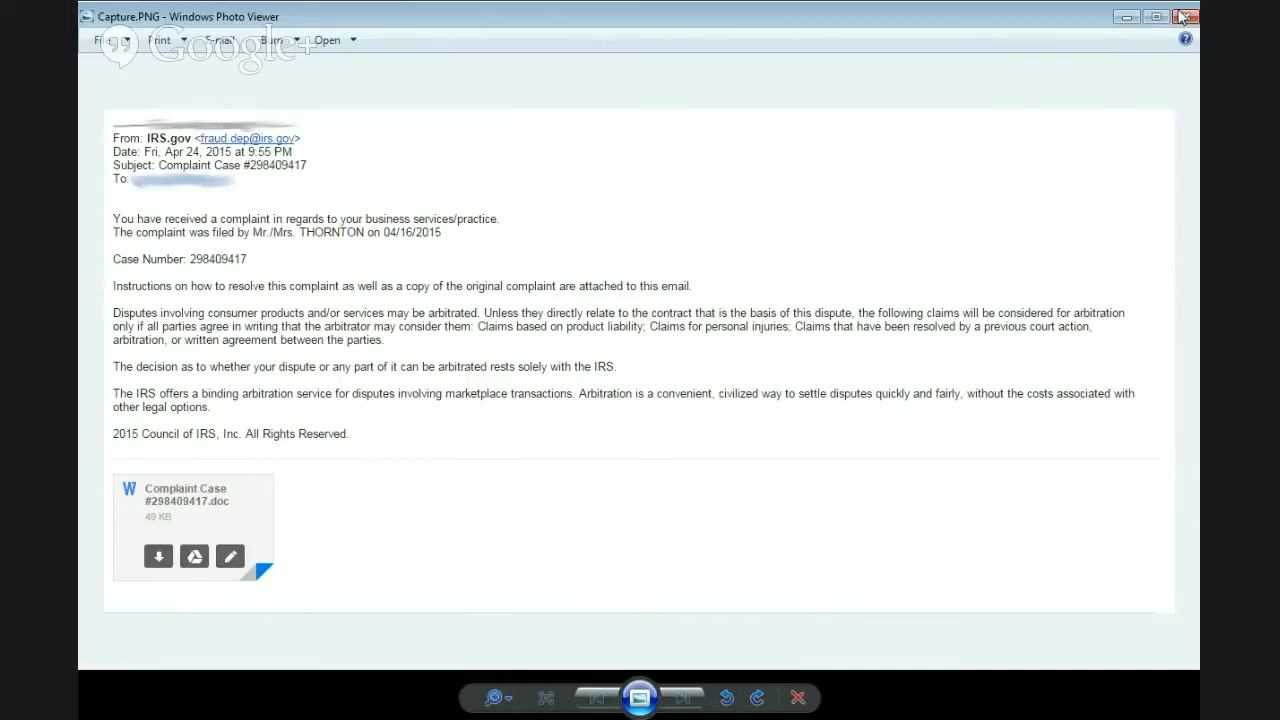 Capture.PNG - Windows Photo Viewer
File Print E-mail Burn Open
Google+
From: IRS.gov <fraud.dep@irs.gov>
Date: Fri, Apr 24, 2015 at 9:55 PM
Subject: Complaint Case #298409417
To:
You have received a complaint in regards to your business services/practice.
The complaint was filed by Mr./Mrs. THORNTON on 04/16/2015
Case Number: 298409417
Instructions on how to resolve this complaint as well as a copy of the original complaint are attached to this email.
Disputes involving consumer products and/or services may be arbitrated. Unless they directly relate to the contract that is the basis of this dispute, the following claims will be considered for arbitration
only if all parties agree in writing that the arbitrator may consider them: Claims based on product liability; Claims for personal injuries; Claims that have been resolved by a previous court action,
arbitration, or written agreement between the parties.
The decision as to whether your dispute or any part of it can be arbitrated rests solely with the IRS.
The IRS offers a binding arbitration service for disputes involving marketplace transactions. Arbitration is a convenient, civilized way to settle disputes quickly and fairly, without the costs associated with
other legal options.
2015 Council of IRS, Inc. All Rights Reserved.
W Complaint Case
#298409417.doc
49 KB